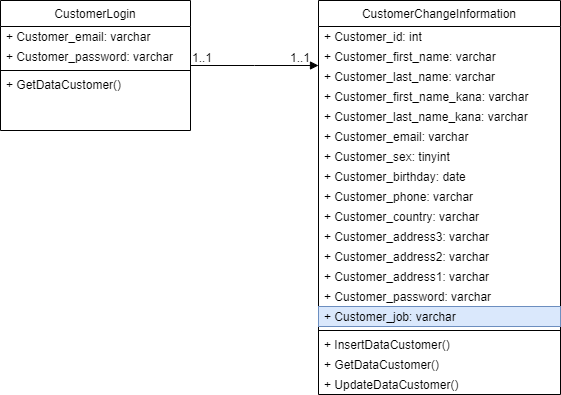 CustomerLogin
+ Customer_email: varchar
+ Customer_password: varchar
+ GetDataCustomer()
1..1
1..1
CustomerChangeInformation
+ Customer_id: int
+ Customer_first_name: varchar
+ Customer_last_name: varchar
+ Customer_first_name_kana: varchar
+ Customer_last_name_kana: varchar
+ Customer_email: varchar
+ Customer_sex: tinyint
+ Customer_birthday: date
+ Customer_phone: varchar
+ Customer_country: varchar
+ Customer_address3: varchar
+ Customer_address2: varchar
+ Customer_address1: varchar
+ Customer_password: varchar
+ Customer_job: varchar
+ InsertDataCustomer()
+ GetDataCustomer()
+ UpdateDataCustomer()